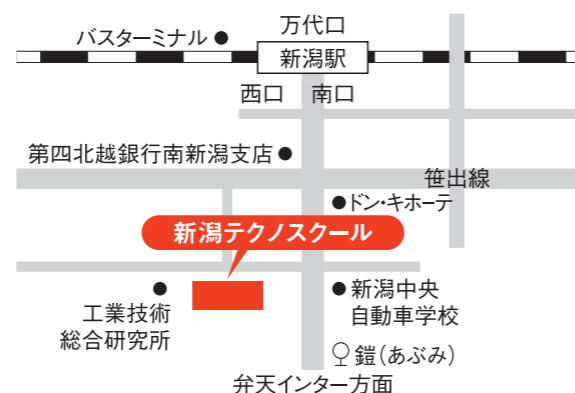 万代口
バスターミナル
新潟駅
西口 南口
第四北越銀行南新潟支店
笹出線
ドン・キホーテ
新潟テクノスクール
工業技術
総合研究所
新潟中央
自動車学校
鎧(あぶみ)
弁天インター方面